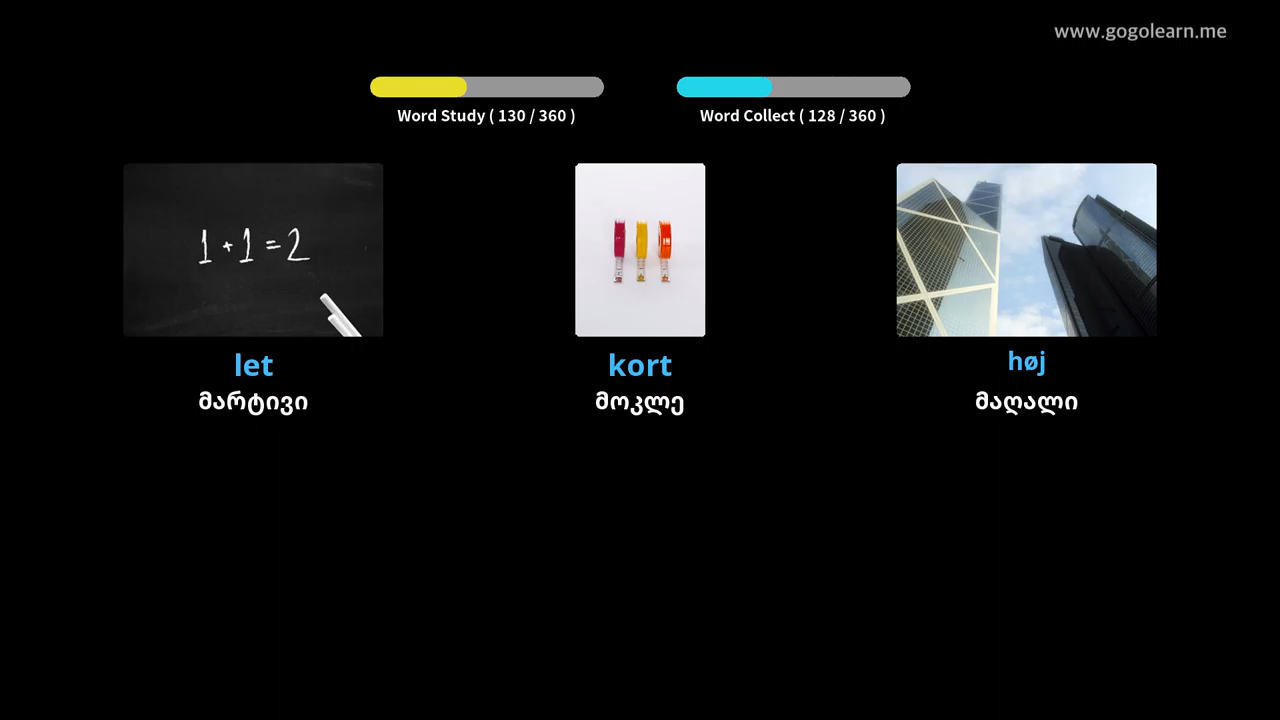 www.gogolearn.me
Word Study ( 130 / 360 )
Word Collect ( 128 / 360 )
1 + 1 = 2
let
kort
høj
მარტივი
მოკლე
მაღალი